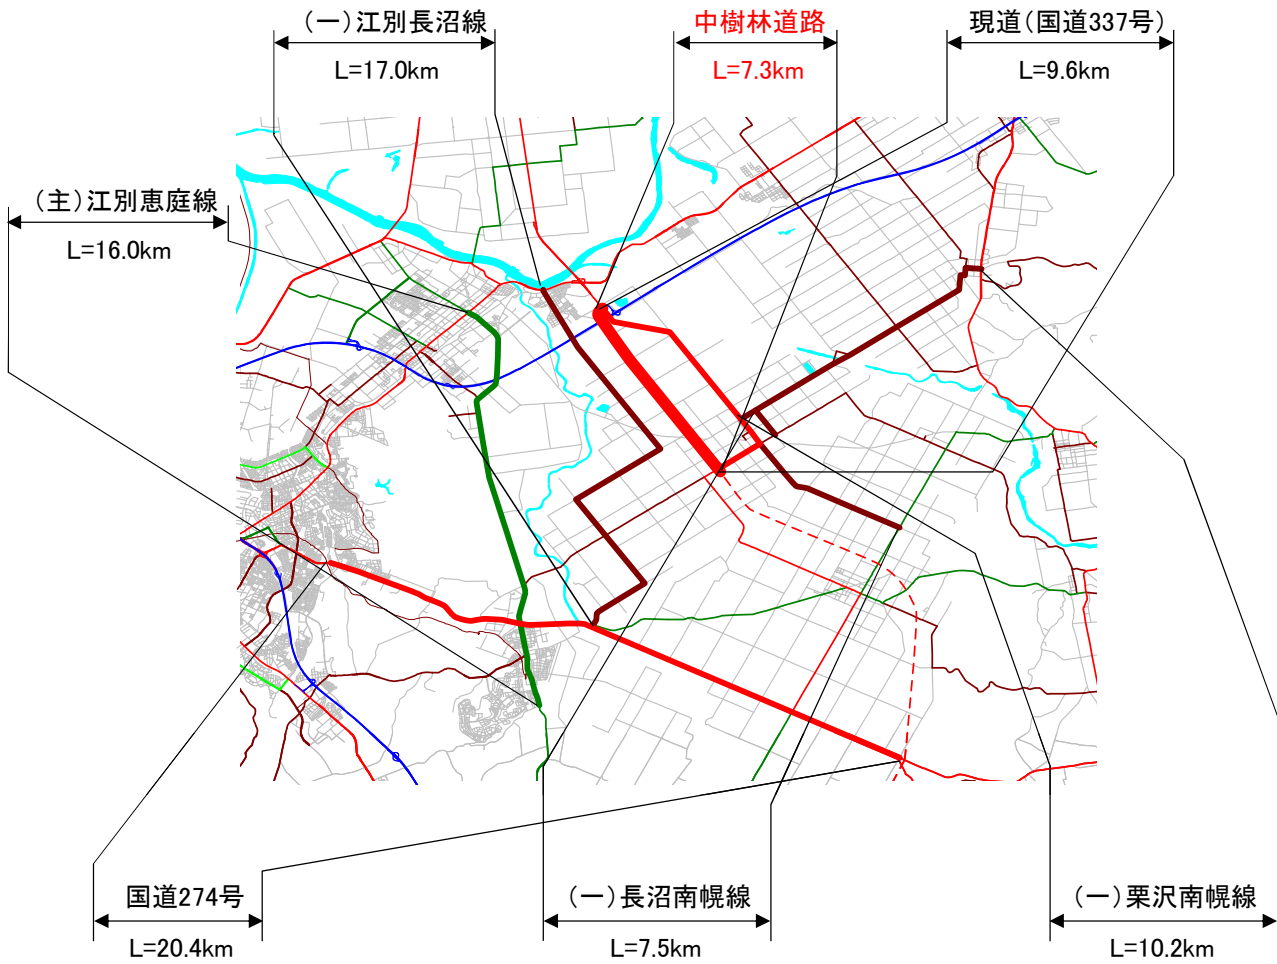 (一)江別長沼線
L=17.0km
中樹林道路
L=7.3km
現道(国道337号)
L=9.6km
(主)江別恵庭線
L=16.0km
国道274号
L=20.4km
(一)長沼南幌線
L=7.5km
(一)栗沢南幌線
L=10.2km